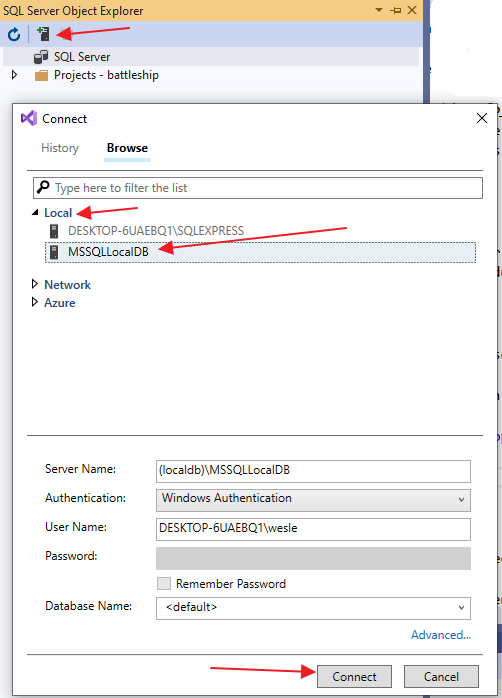 SQL Server Object Explorer
SQL Server
Projects - battleship
Connect
History Browse
Type here to filter the list
Local
DESKTOP-6UAEBQ1\SQLEXPRESS
MSSQLLocalDB
Network
Azure
Server Name: (localdb)\MSSQLLocalDB
Authentication: Windows Authentication
User Name: DESKTOP-6UAEBQ1\wesle
Password:
Remember Password
Database Name: <default>
Advanced...
Connect Cancel